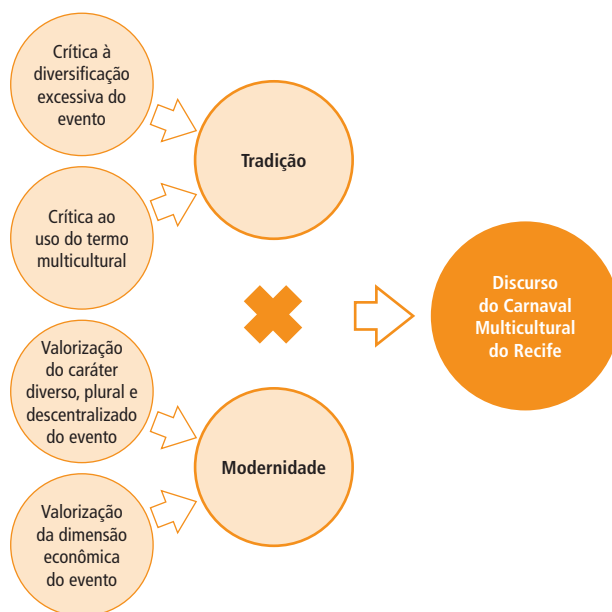 Crítica à
diversificação
excessiva do
evento
Tradição
Crítica ao
uso do termo
multicultural
Discurso
do Carnaval
Multicultural
do Recife
Valorização
do caráter
diverso, plural e
descentralizado
do evento
Modernidade
Valorização
da dimensão
econômica
do evento